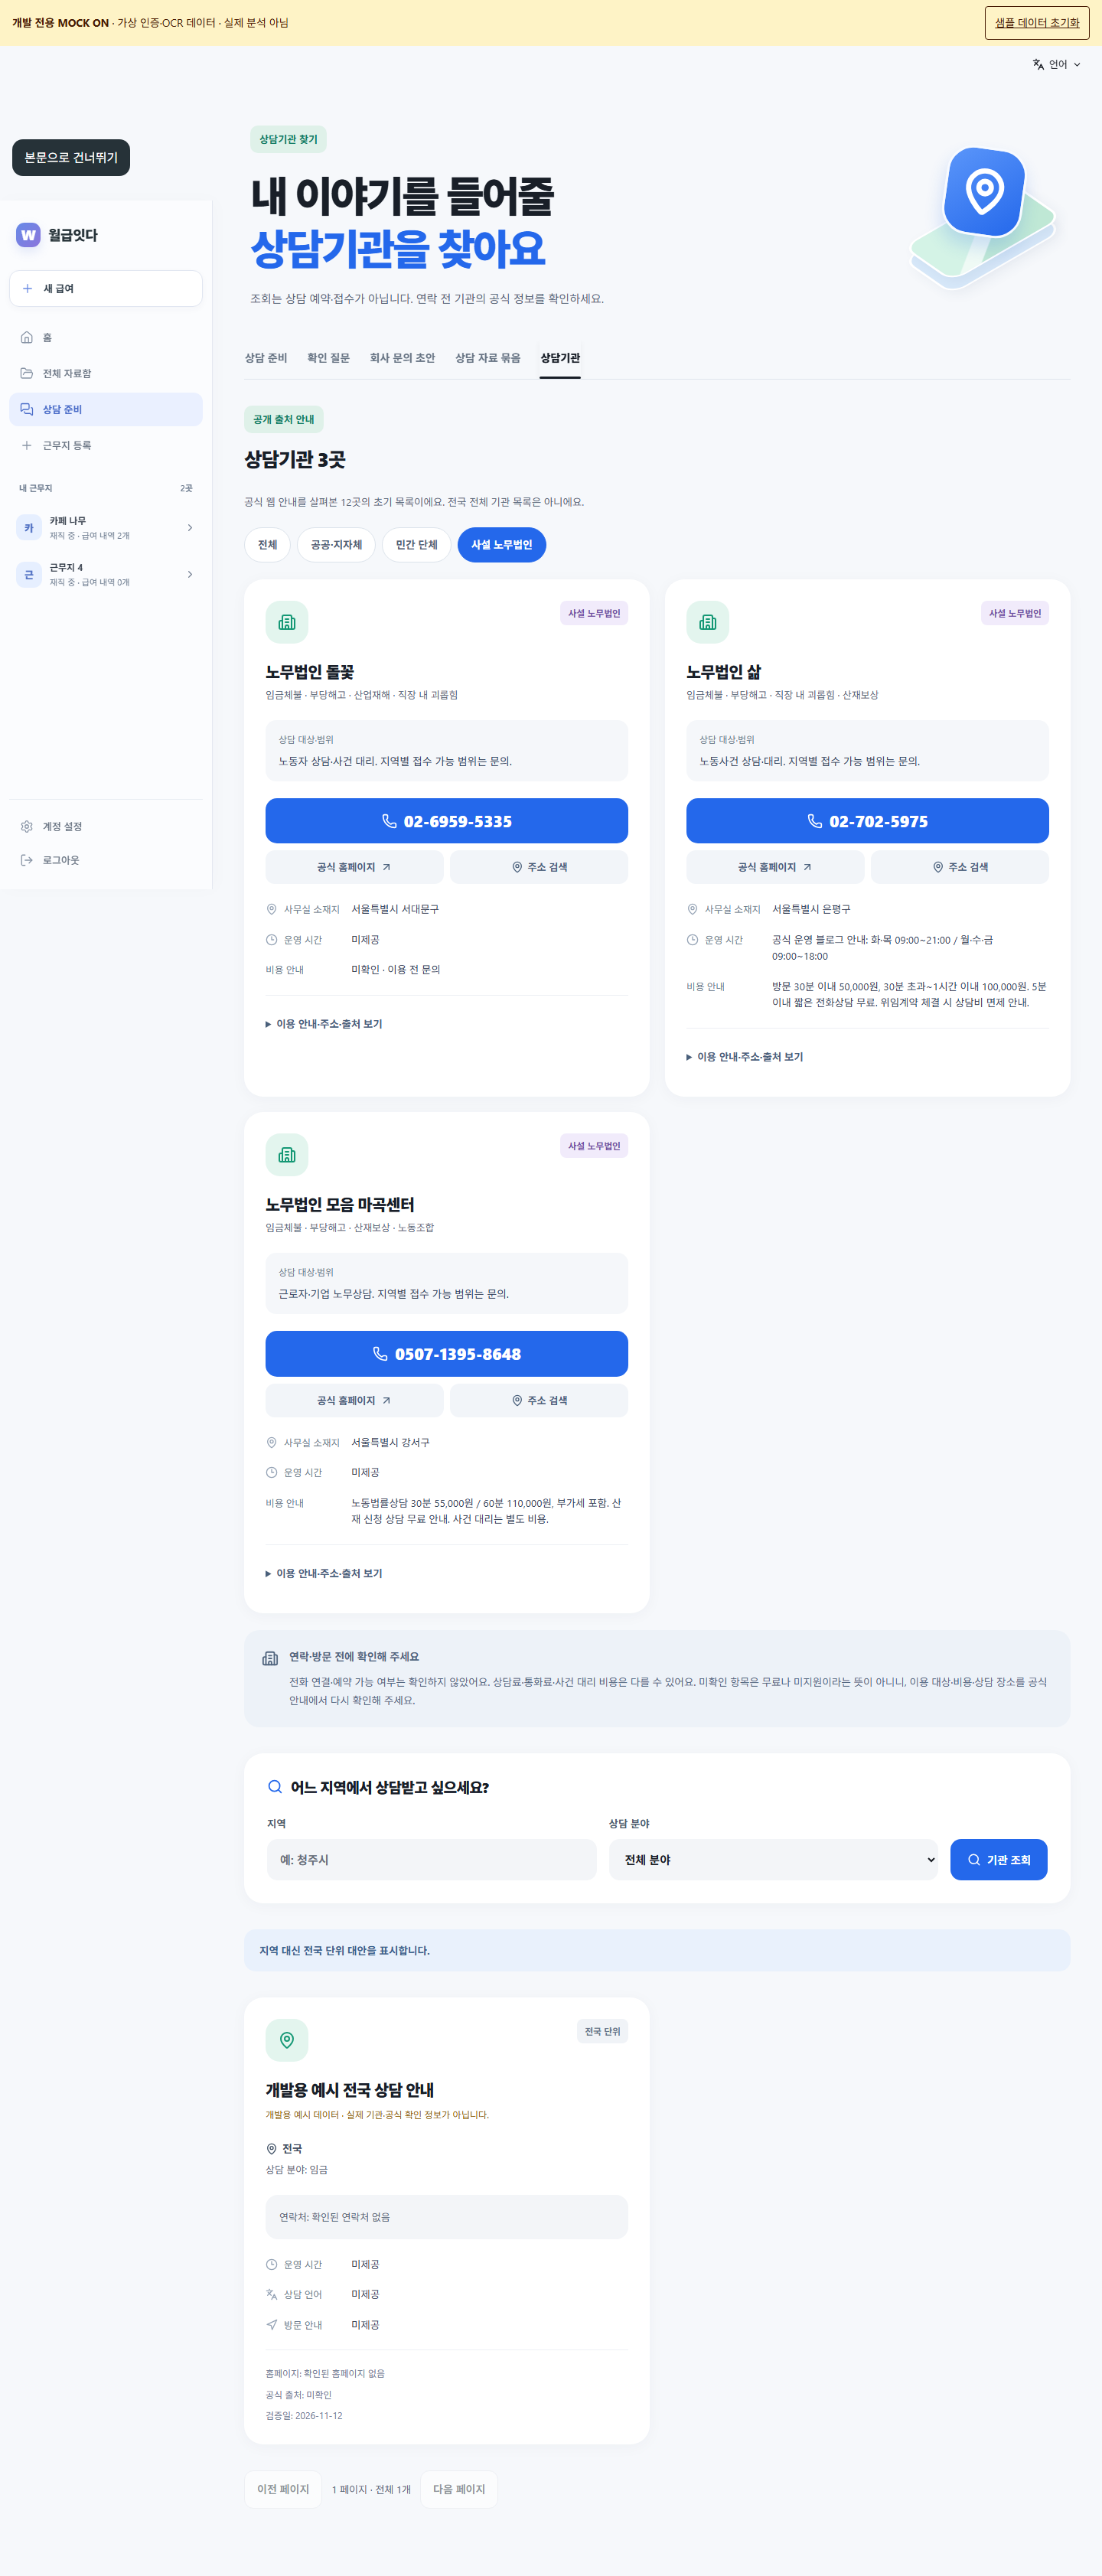 개발 전용 MOCK ON · 가상 인증·OCR 데이터 · 실제 분석 아님
샘플 데이터 초기화
언어
본문으로 건너뛰기
W 월급잇다
새 급여
홈
전체 자료함
상담 준비
근무지 등록
내 근무지 2곳
카 카페 나무
재직 중 · 급여 내역 2개
근 근무지 4
재직 중 · 급여 내역 0개
계정 설정
로그아웃
상담기관 찾기
내 이야기를 들어줄
상담기관을 찾아요
조회는 상담 예약·접수가 아닙니다. 연락 전 기관의 공식 정보를 확인하세요.
상담 준비 확인 질문 회사 문의 초안 상담 자료 묶음 상담기관
공개 출처 안내
상담기관 3곳
공식 웹 안내를 살펴본 12곳의 초기 목록이에요. 전국 전체 기관 목록은 아니에요.
전체 공공·지자체 민간 단체 사설 노무법인
사설 노무법인
노무법인 돌꽃
임금체불 · 부당해고 · 산업재해 · 직장 내 괴롭힘
상담 대상·범위
노동자 상담·사건 대리. 지역별 접수 가능 범위는 문의.
02-6959-5335
공식 홈페이지 주소 검색
사무실 소재지 서울특별시 서대문구
운영 시간 미제공
비용 안내 미확인 · 이용 전 문의
이용 안내·주소·출처 보기
사설 노무법인
노무법인 삶
임금체불 · 부당해고 · 직장 내 괴롭힘 · 산재보상
상담 대상·범위
노동사건 상담·대리. 지역별 접수 가능 범위는 문의.
02-702-5975
공식 홈페이지 주소 검색
사무실 소재지 서울특별시 은평구
운영 시간 공식 운영 블로그 안내: 화·목 09:00~21:00 / 월·수·금
09:00~18:00
비용 안내 방문 30분 이내 50,000원, 30분 초과~1시간 이내 100,000원. 5분
이내 짧은 전화상담 무료. 위임계약 체결 시 상담비 면제 안내.
이용 안내·주소·출처 보기
사설 노무법인
노무법인 모음 마곡센터
임금체불 · 부당해고 · 산재보상 · 노동조합
상담 대상·범위
근로자·기업 노무상담. 지역별 접수 가능 범위는 문의.
0507-1395-8648
공식 홈페이지 주소 검색
사무실 소재지 서울특별시 강서구
운영 시간 미제공
비용 안내 노동법률상담 30분 55,000원 / 60분 110,000원, 부가세 포함. 산
재 신청 상담 무료 안내. 사건 대리는 별도 비용.
이용 안내·주소·출처 보기
연락·방문 전에 확인해 주세요
전화 연결·예약 가능 여부는 확인하지 않았어요. 상담료·통화료·사건 대리 비용은 다를 수 있어요. 미확인 항목은 무료나 미지원이라는 뜻이 아니니, 이용 대상·비용·상담 장소를 공식
안내에서 다시 확인해 주세요.
어느 지역에서 상담받고 싶으세요?
지역 상담 분야
예: 청주시 전체 분야 기관 조회
지역 대신 전국 단위 대안을 표시합니다.
전국 단위
개발용 예시 전국 상담 안내
개발용 예시 데이터 · 실제 기관·공식 확인 정보가 아닙니다.
전국
상담 분야: 임금
연락처: 확인된 연락처 없음
운영 시간 미제공
상담 언어 미제공
방문 안내 미제공
홈페이지: 확인된 홈페이지 없음
공식 출처: 미확인
검증일: 2026-11-12
이전 페이지 1 페이지 · 전체 1개 다음 페이지